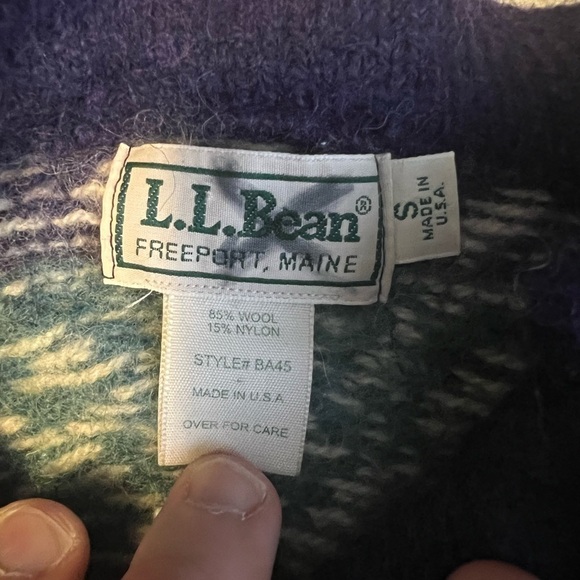 L.L.Bean®
FREEPORT, MAINE
S
MADE IN
U.S.A.
85% WOOL
15% NYLON
STYLE# BA45
-
MADE IN U.S.A
OVER FOR CARE